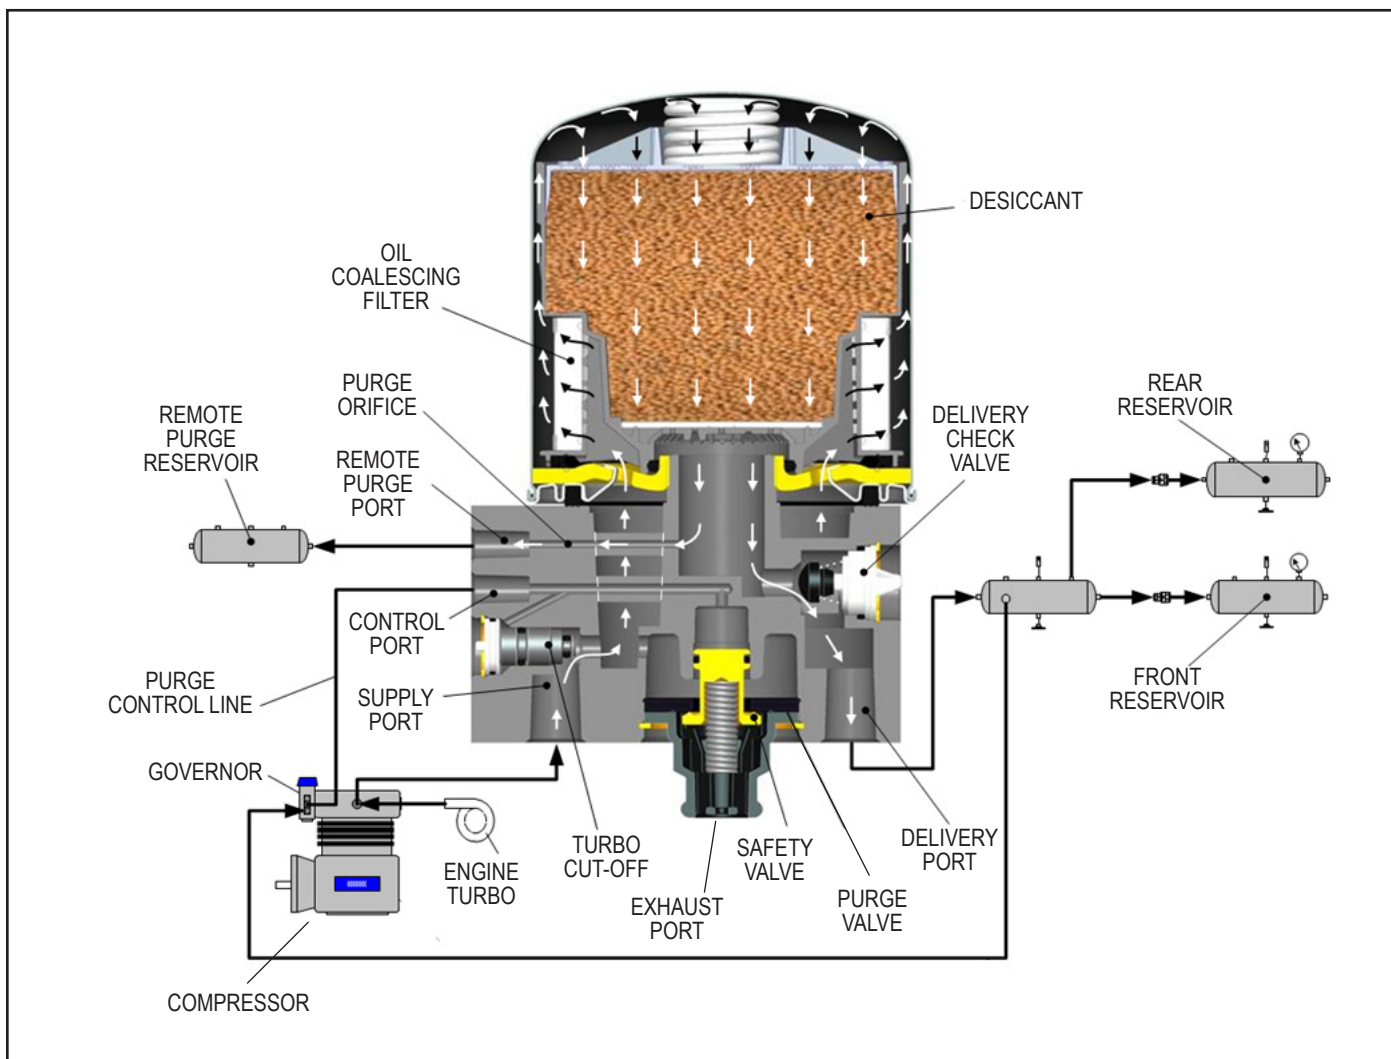 DESICCANT
OIL
COALESCING
FILTER
PURGE
ORIFICE
REMOTE
PURGE
RESERVOIR
REMOTE
PURGE
PORT
DELIVERY
CHECK
VALVE
REAR
RESERVOIR
CONTROL
PORT
PURGE
CONTROL LINE
SUPPLY
PORT
FRONT
RESERVOIR
GOVERNOR
ENGINE
TURBO
TURBO
CUT-OFF
SAFETY
VALVE
DELIVERY
PORT
EXHAUST
PORT
PURGE
VALVE
COMPRESSOR